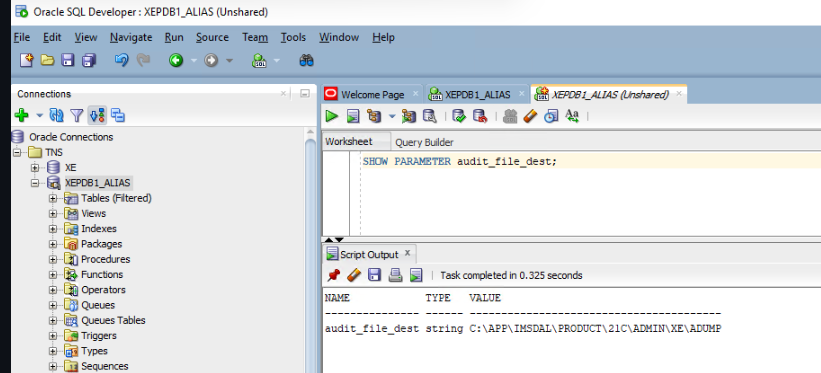 Oracle SQL Developer : XEPDB1_ALIAS (Unshared)
File Edit View Navigate Run Source Team Tools Window Help
Connections
Oracle Connections
TNS
XE
XEPDB1_ALIAS
Tables (Filtered)
Views
Indexes
Packages
Procedures
Functions
Operators
Queues
Queues Tables
Triggers
Types
Sequences
Welcome Page XEPDB1_ALIAS XEPDB1_ALIAS (Unshared)
Worksheet Query Builder
SHOW PARAMETER audit_file_dest;
Script Output x
Task completed in 0.325 seconds
NAME TYPE VALUE
--------------- ------ ----------------------------------------
audit_file_dest string C:\APP\IMSDAL\PRODUCT\21C\ADMIN\XE\ADUMP